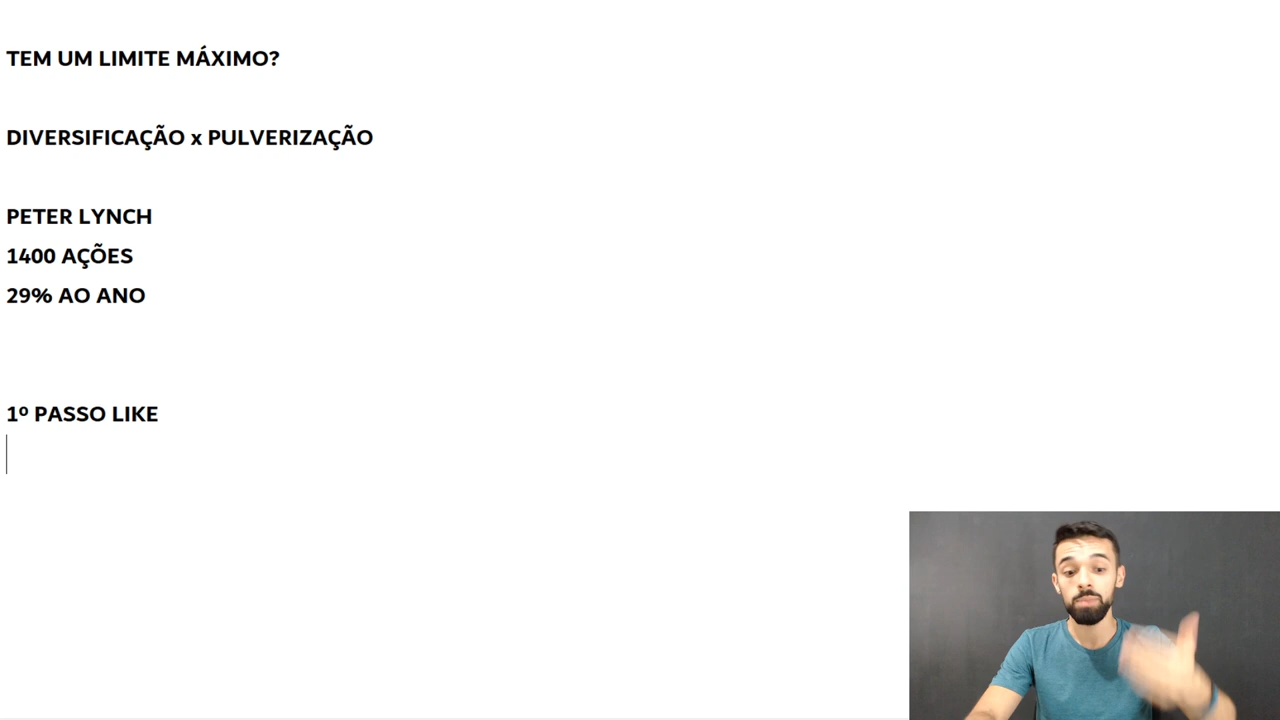 TEM UM LIMITE MÁXIMO?
DIVERSIFICAÇÃO x PULVERIZAÇÃO
PETER LYNCH
1400 AÇÕES
29% AO ANO
1º PASSO LIKE